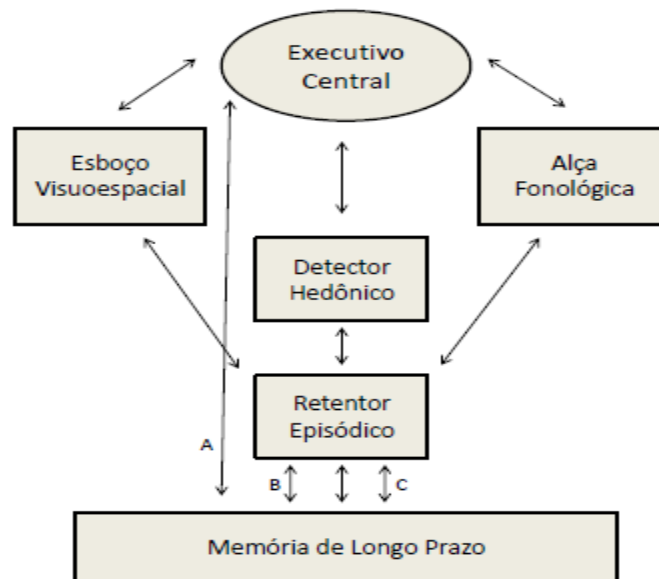 Executivo
Central
Esboço
Visuoespacial
Alça
Fonológica
Detector
Hedônico
Retentor
Episódico
A
B
C
Memória de Longo Prazo